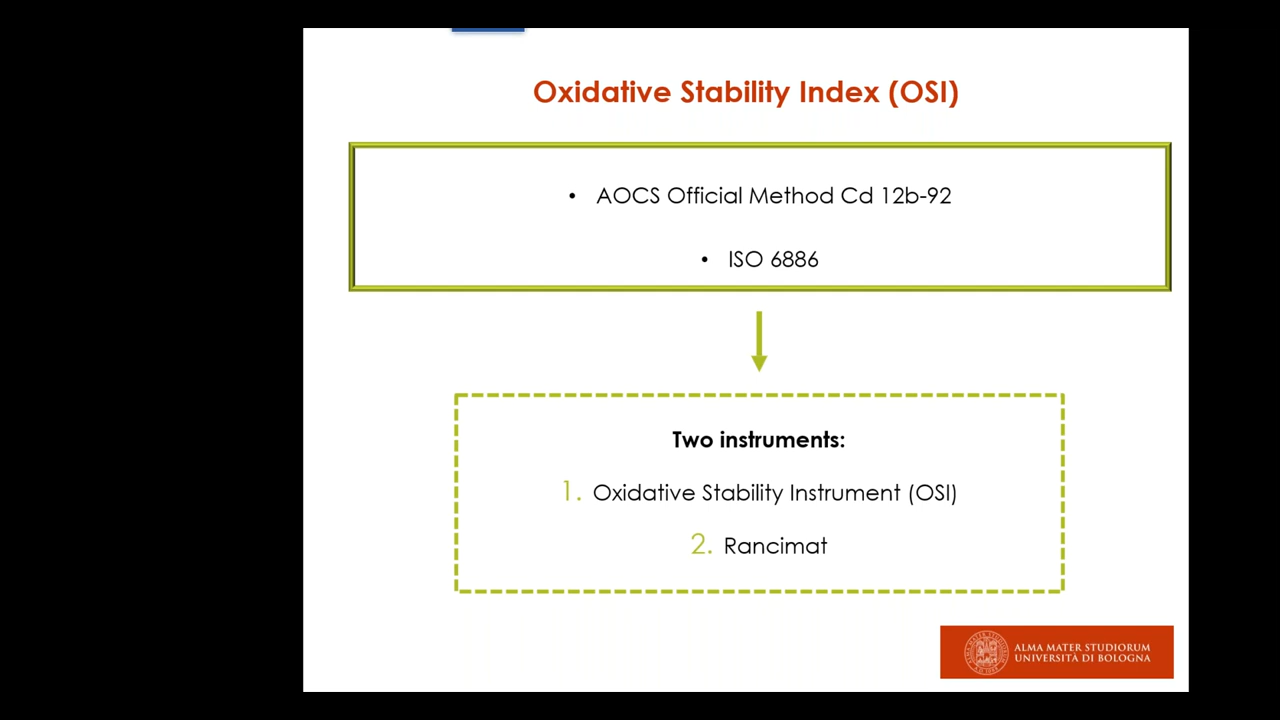 Oxidative Stability Index (OSI)
• AOCS Official Method Cd 12b-92
• ISO 6886
Two instruments:
1. Oxidative Stability Instrument (OSI)
2. Rancimat
ALMA MATER STUDIORUM
UNIVERSITÀ DI BOLOGNA